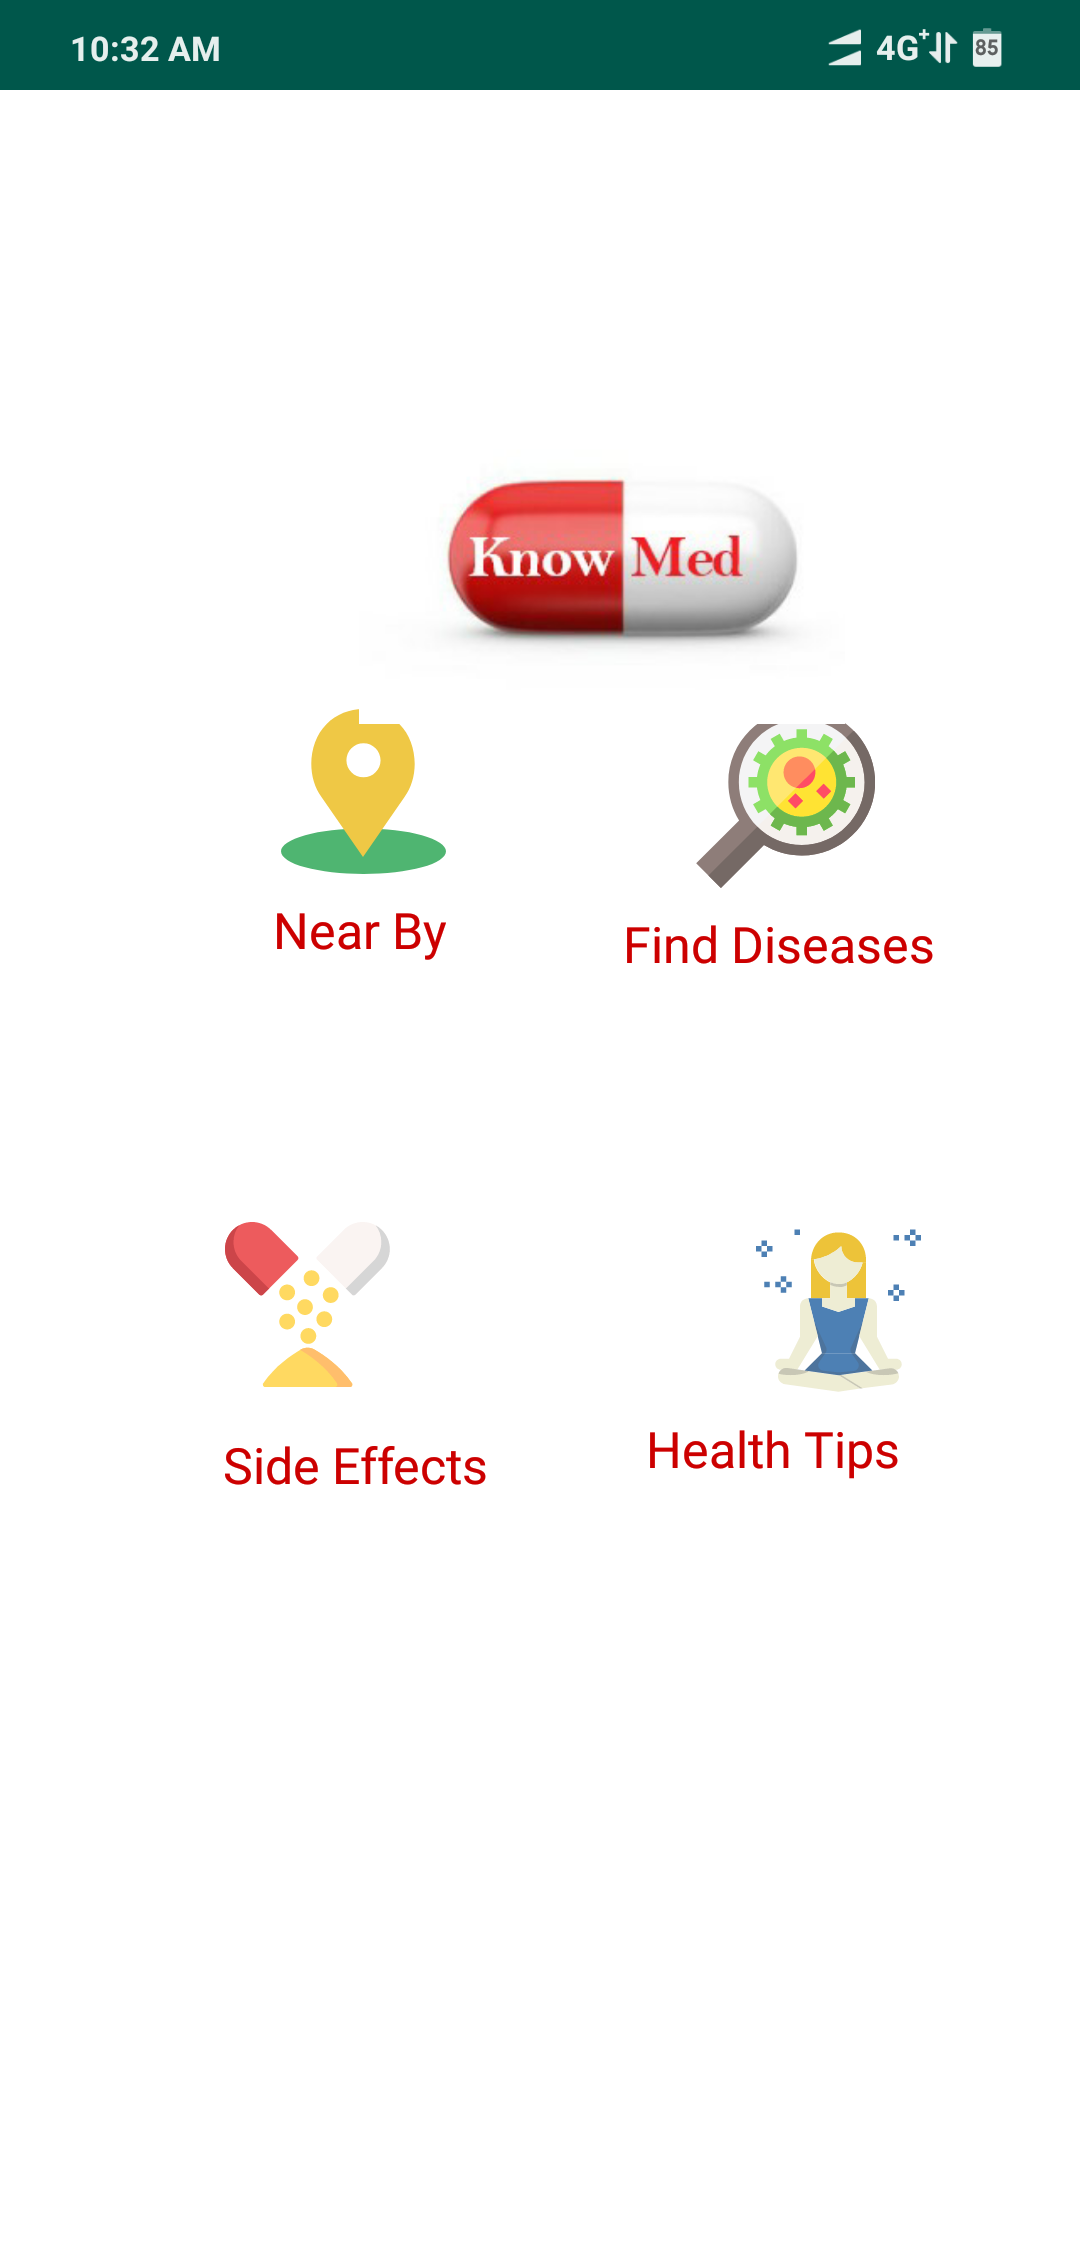 10:32 AM 4G+ 85
Know Med
Near By
Find Diseases
Side Effects
Health Tips